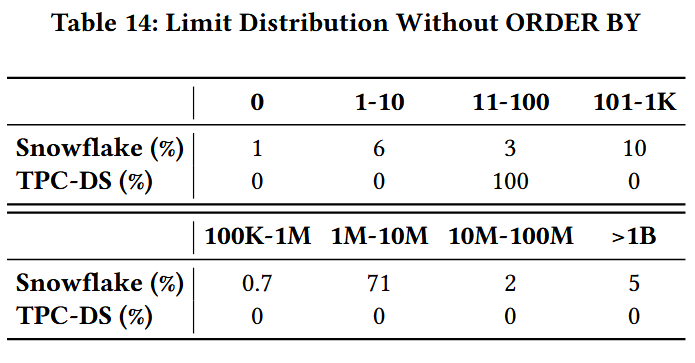 Table 14: Limit Distribution Without ORDER BY
0 1-10 11-100 101-1K
Snowflake (%) 1 6 3 10
TPC-DS (%) 0 0 100 0
100K-1M 1M-10M 10M-100M >1B
Snowflake (%) 0.7 71 2 5
TPC-DS (%) 0 0 0 0